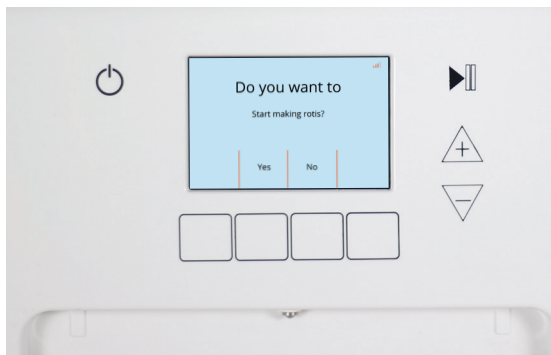 Do you want to
Start making rotis?
Yes No
+
−